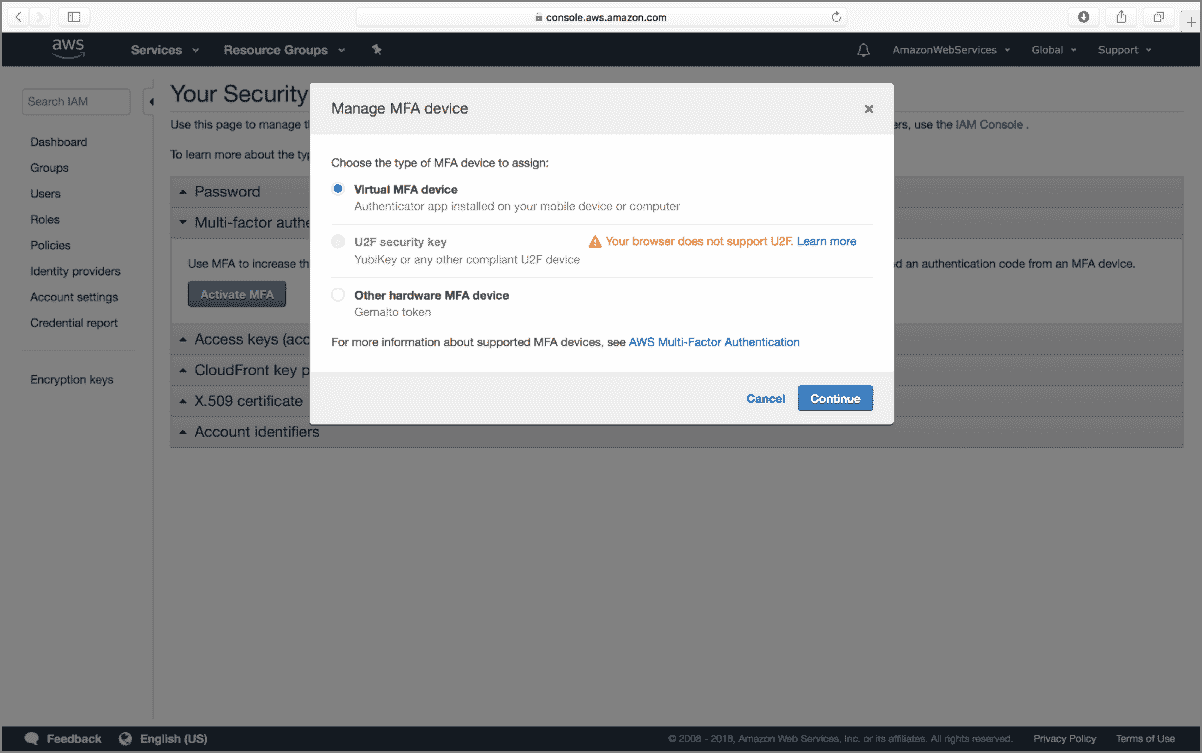 console.aws.amazon.com
aws Services Resource Groups AmazonWebServices Global Support
Search IAM
Dashboard
Groups
Users
Roles
Policies
Identity providers
Account settings
Credential report
Encryption keys
Your Security
Use this page to manage ers, use the IAM Console .
To learn more about the
Password
Multi-factor
Use MFA to increase d an authentication code from an MFA device.
Activate MFA
Access keys
CloudFront key p
X.509 certificate
Account identifiers
Manage MFA device ×
Choose the type of MFA device to assign:
Virtual MFA device
Authenticator app installed on your mobile device or computer
U2F security key Your browser does not support U2F. Learn more
YubiKey or any other compliant U2F device
Other hardware MFA device
Gemalto token
For more information about supported MFA devices, see AWS Multi-Factor Authentication
Cancel Continue
Feedback English (US) © 2008 - 2018, Amazon Web Services, Inc. or its affiliates. All rights reserved. Privacy Policy Terms of Use